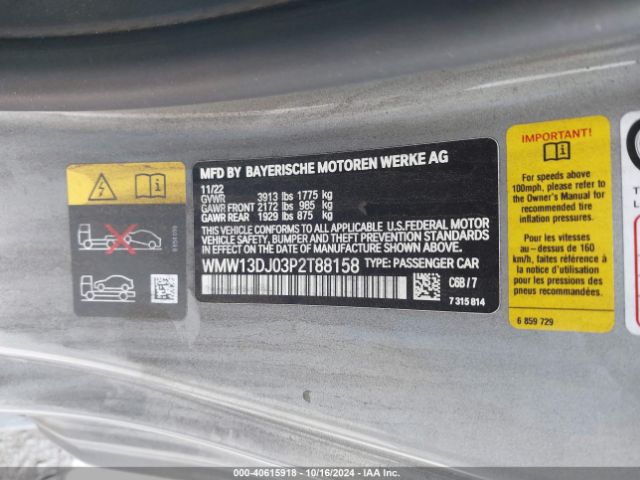 MFD BY BAYERISCHE MOTOREN WERKE AG
11/22
GVWR 3913 lbs 1775 kg
GAWR FRONT 2172 lbs 985 kg
GAWR REAR 1929 lbs 875 kg
THIS VEHICLE CONFORMS TO ALL APPLICABLE U.S.FEDERAL MOTOR
VEHICLE SAFETY, BUMPER, AND THEFT PREVENTION STANDARDS
IN EFFECT ON THE DATE OF MANUFACTURE SHOWN ABOVE.
WMW13DJ03P2T88158 TYPE: PASSENGER CAR
C6B / 7
7 315 814
IMPORTANT!
For speeds above
100mph, please refer to
the Owner's Manual for
recommended tire
inflation pressures.
Pour les vitesses au
-dessus de 160
km/h, faites référence à
la notice d'utilisation
pour les pressions des
pneus recommandées.
6 859 729
00-40615918 - 10/16/2024 - IAA Inc.